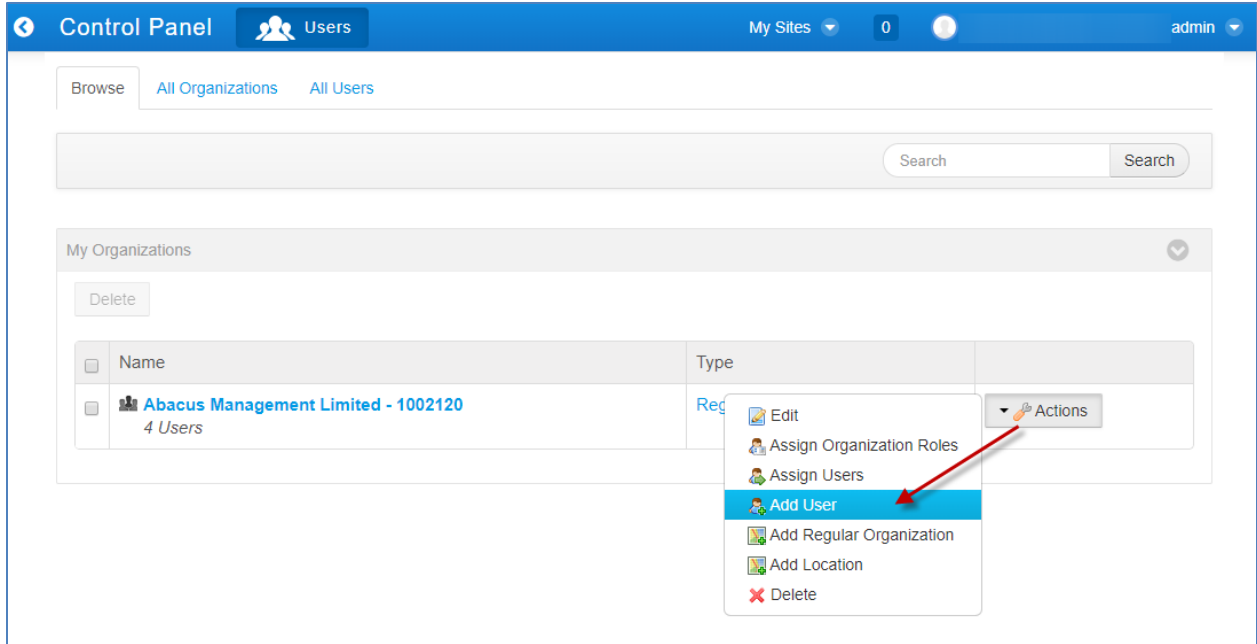 Control Panel Users My Sites 0 admin
Browse All Organizations All Users
Search Search
My Organizations
Delete
Name Type
Abacus Management Limited - 1002120 Reg Actions
4 Users
Edit
Assign Organization Roles
Assign Users
Add User
Add Regular Organization
Add Location
Delete